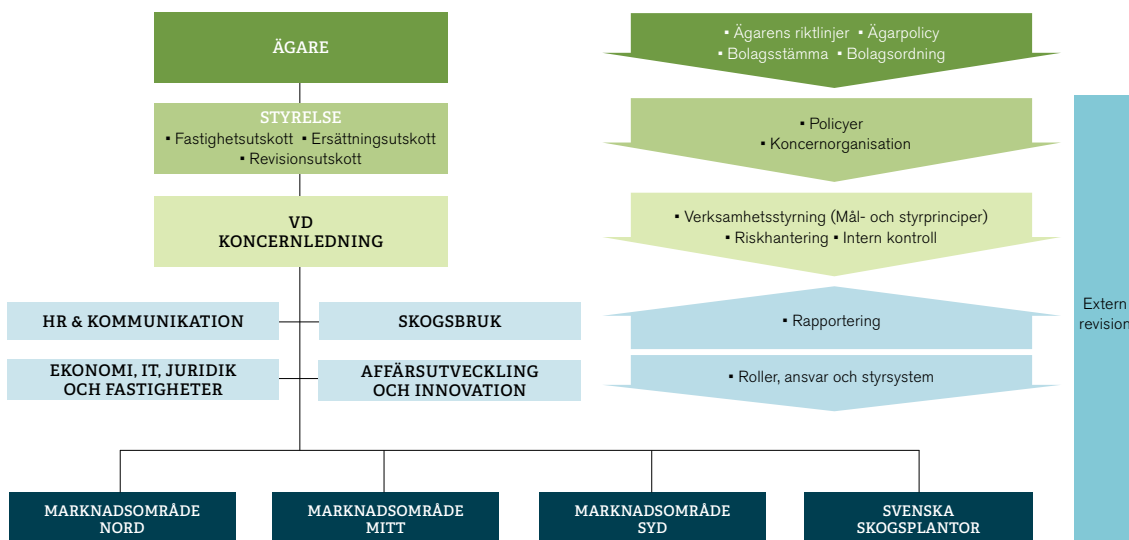 ÄGARE
STYRELSE
▪ Fastighetsutskott ▪ Ersättningsutskott
▪ Revisionsutskott
VD
KONCERNLEDNING
HR & KOMMUNIKATION
SKOGSBRUK
EKONOMI, IT, JURIDIK
OCH FASTIGHETER
AFFÄRSUTVECKLING
OCH INNOVATION
MARKNADSOMRÅDE
NORD
MARKNADSOMRÅDE
MITT
MARKNADSOMRÅDE
SYD
SVENSKA
SKOGSPLANTOR
▪ Ägarens riktlinjer ▪ Ägarpolicy
▪ Bolagsstämma ▪ Bolagsordning
▪ Policyer
▪ Koncernorganisation
▪ Verksamhetsstyrning (Mål- och styrprinciper)
▪ Riskhantering ▪ Intern kontroll
▪ Rapportering
▪ Roller, ansvar och styrsystem
Extern
revision